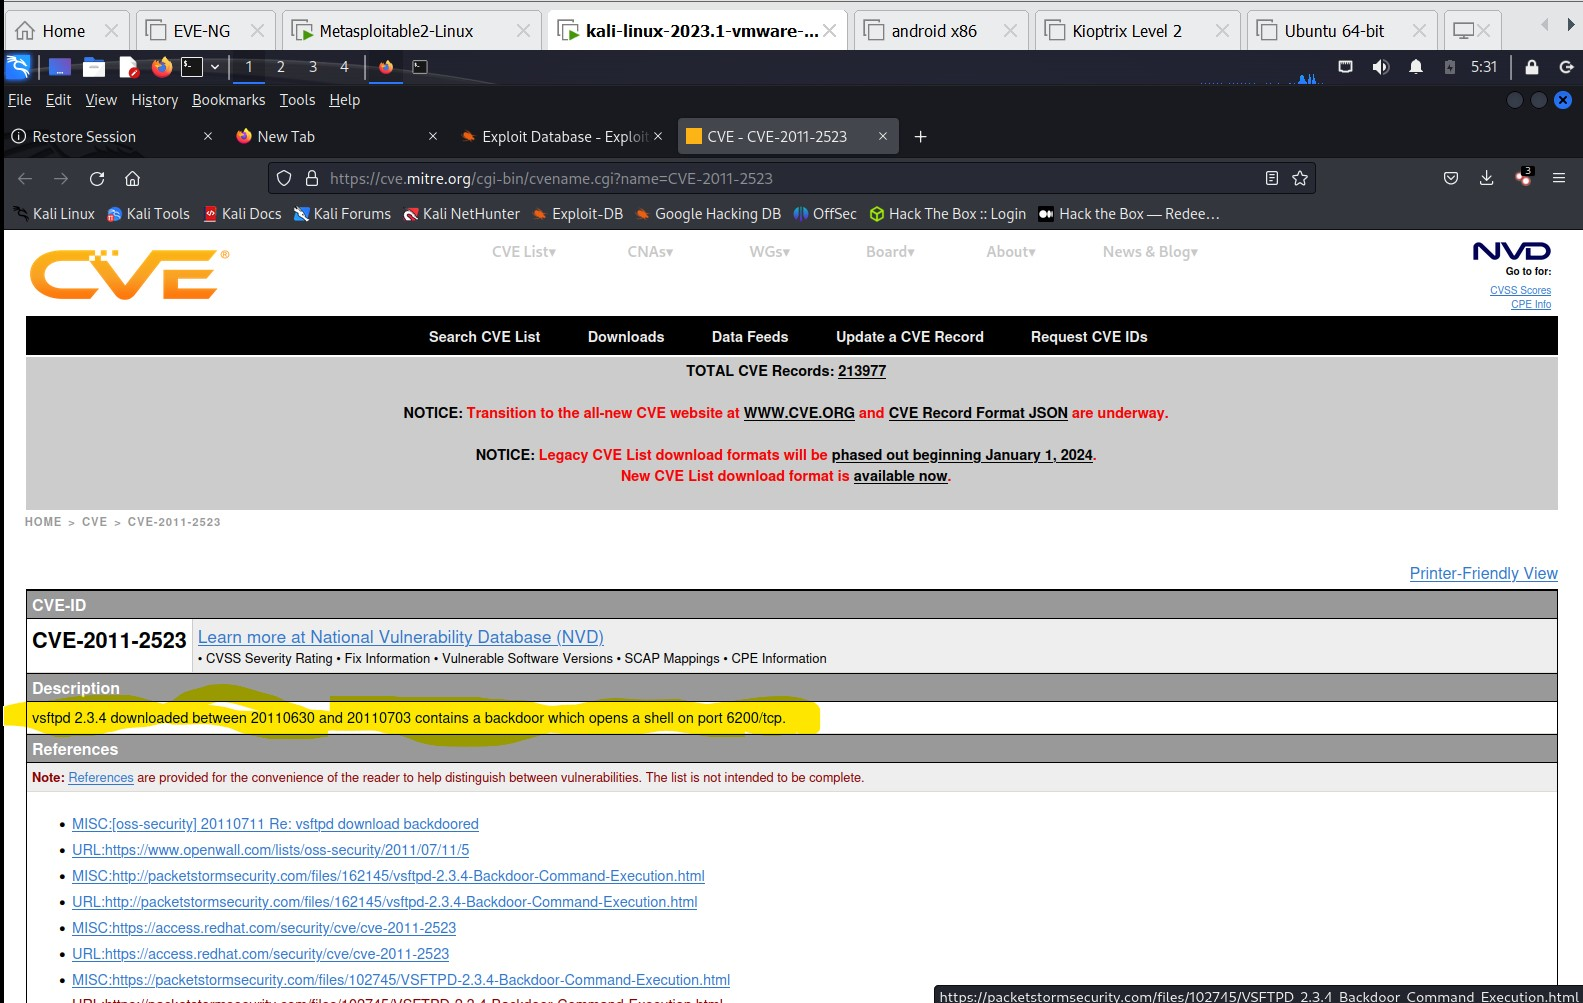 Home
EVE-NG
Metasploitable2-Linux
kali-linux-2023.1-vmware-...
android x86
Kioptrix Level 2
Ubuntu 64-bit
1 2 3 4
5:31
File Edit View History Bookmarks Tools Help
Restore Session
New Tab
Exploit Database - Exploit
CVE - CVE-2011-2523
https://cve.mitre.org/cgi-bin/cvename.cgi?name=CVE-2011-2523
3
Kali Linux Kali Tools Kali Docs Kali Forums Kali NetHunter Exploit-DB Google Hacking DB OffSec Hack The Box :: Login Hack the Box — Redee…
CVE®
CVE List▾ CNAs▾ WGs▾ Board▾ About▾ News & Blog▾
NVD
Go to for:
CVSS Scores
CPE Info
Search CVE List Downloads Data Feeds Update a CVE Record Request CVE IDs
TOTAL CVE Records: 213977
NOTICE: Transition to the all-new CVE website at WWW.CVE.ORG and CVE Record Format JSON are underway.
NOTICE: Legacy CVE List download formats will be phased out beginning January 1, 2024.
New CVE List download format is available now.
HOME > CVE > CVE-2011-2523
Printer-Friendly View
CVE-ID
CVE-2011-2523
Learn more at National Vulnerability Database (NVD)
• CVSS Severity Rating • Fix Information • Vulnerable Software Versions • SCAP Mappings • CPE Information
Description
vsftpd 2.3.4 downloaded between 20110630 and 20110703 contains a backdoor which opens a shell on port 6200/tcp.
References
Note: References are provided for the convenience of the reader to help distinguish between vulnerabilities. The list is not intended to be complete.
• MISC:[oss-security] 20110711 Re: vsftpd download backdoored
• URL:https://www.openwall.com/lists/oss-security/2011/07/11/5
• MISC:http://packetstormsecurity.com/files/162145/vsftpd-2.3.4-Backdoor-Command-Execution.html
• URL:http://packetstormsecurity.com/files/162145/vsftpd-2.3.4-Backdoor-Command-Execution.html
• MISC:https://access.redhat.com/security/cve/cve-2011-2523
• URL:https://access.redhat.com/security/cve/cve-2011-2523
• MISC:https://packetstormsecurity.com/files/102745/VSFTPD-2.3.4-Backdoor-Command-Execution.html
https://packetstormsecurity.com/files/102745/VSFTPD-2.3.4-Backdoor-Command-Execution.html